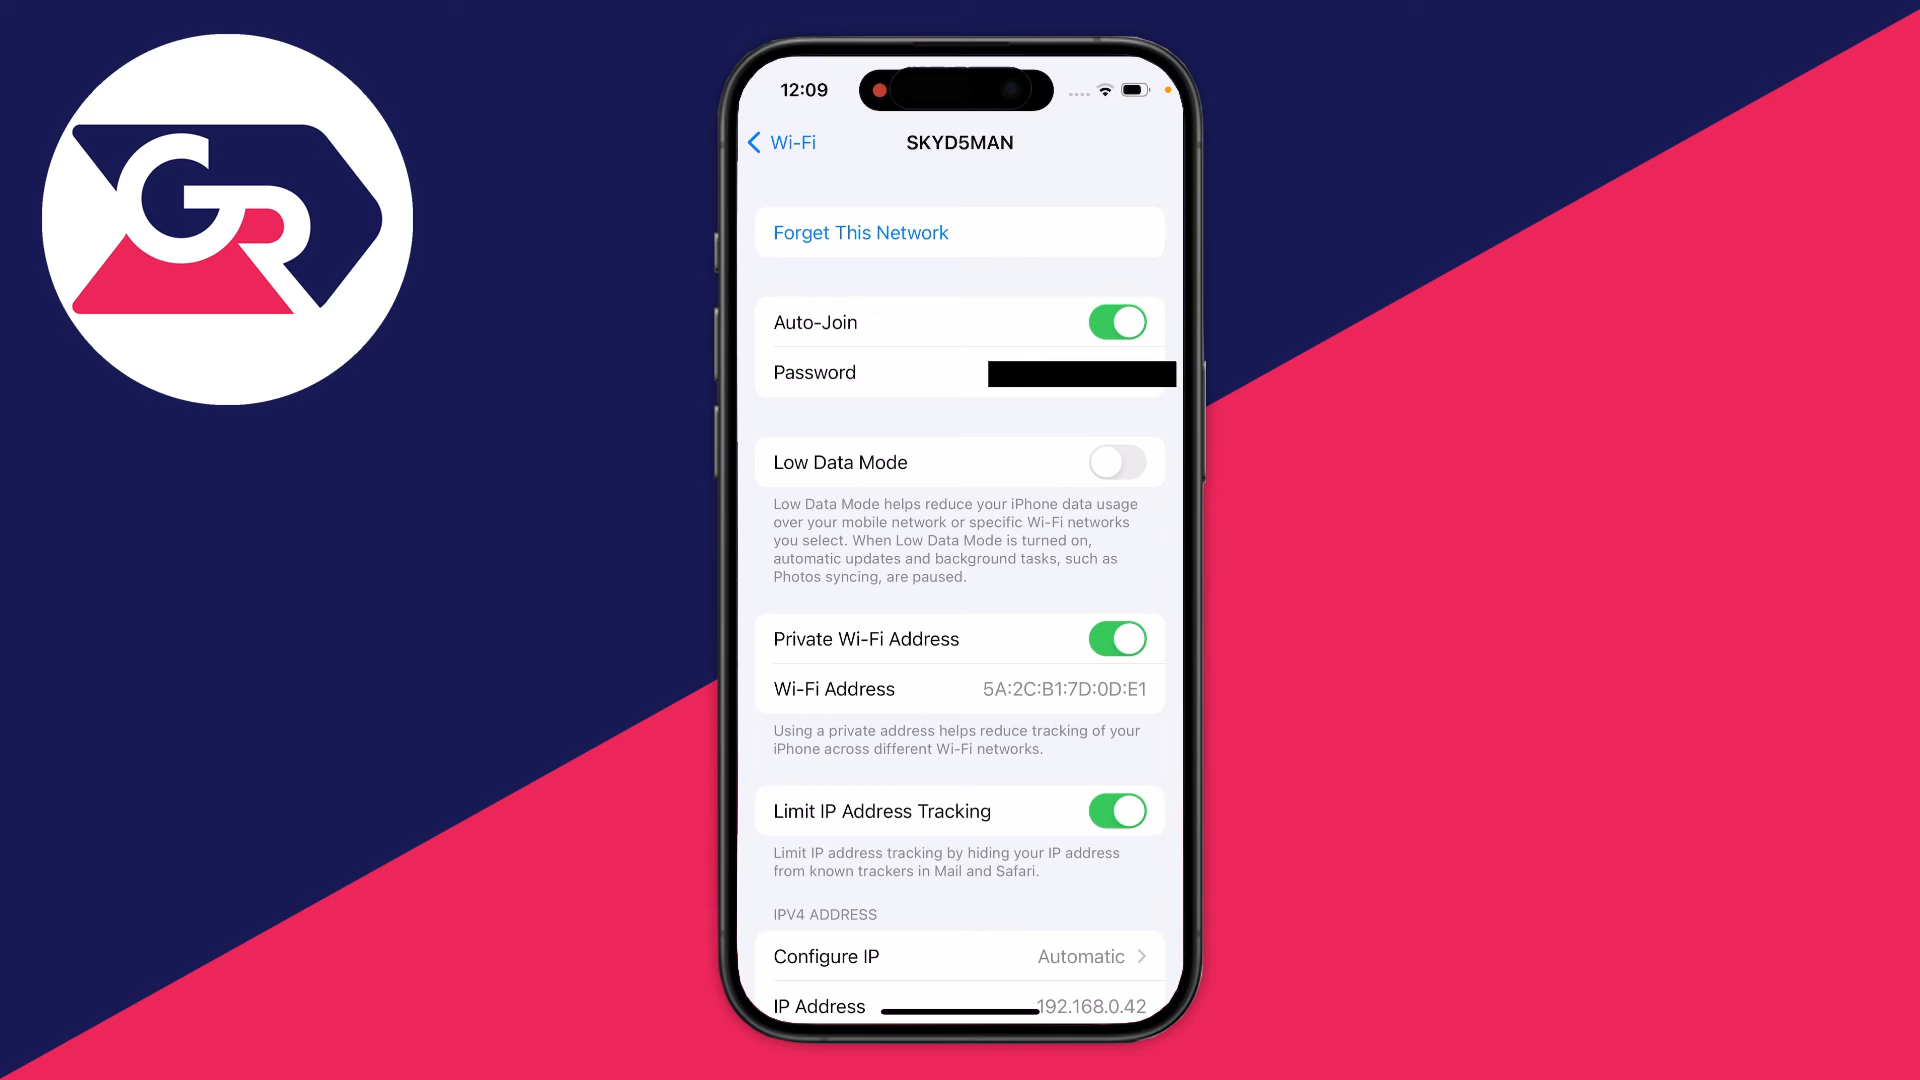 GR
12:09
Wi-Fi
SKYD5MAN
Forget This Network
Auto-Join
Password
Low Data Mode
Low Data Mode helps reduce your iPhone data usage
over your mobile network or specific Wi-Fi networks
you select. When Low Data Mode is turned on,
automatic updates and background tasks, such as
Photos syncing, are paused.
Private Wi-Fi Address
Wi-Fi Address 5A:2C:B1:7D:0D:E1
Using a private address helps reduce tracking of your
iPhone across different Wi-Fi networks.
Limit IP Address Tracking
Limit IP address tracking by hiding your IP address
from known trackers in Mail and Safari.
IPV4 ADDRESS
Configure IP Automatic
IP Address 192.168.0.42